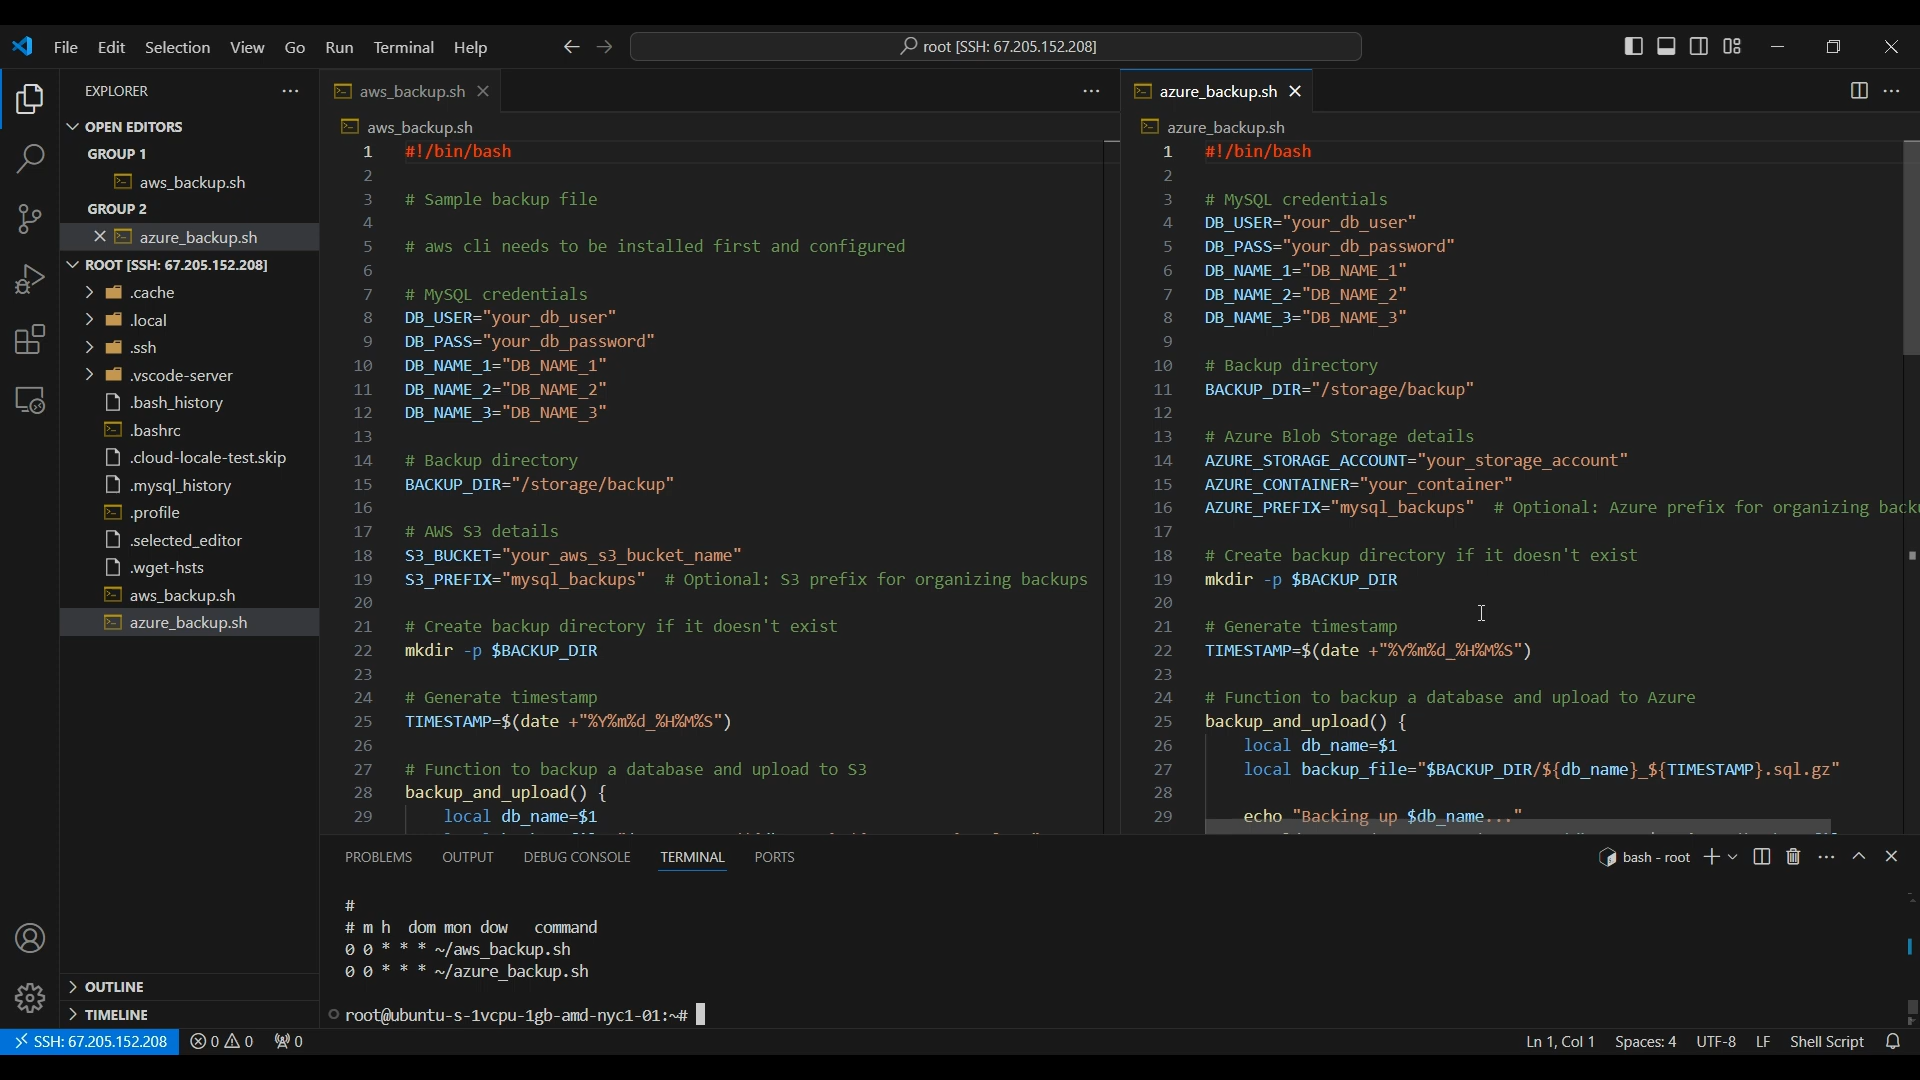 File Edit Selection View Go Run Terminal Help
root [SSH: 67.205.152.208]
EXPLORER
OPEN EDITORS
GROUP 1
aws_backup.sh
GROUP 2
azure_backup.sh
ROOT [SSH: 67.205.152.208]
.cache
.local
.ssh
.vscode-server
.bash_history
.bashrc
.cloud-locale-test.skip
.mysql_history
.profile
.selected_editor
.wget-hsts
aws_backup.sh
azure_backup.sh
OUTLINE
TIMELINE
aws_backup.sh
aws_backup.sh
1 #!/bin/bash
2
3 # Sample backup file
4
5 # aws cli needs to be installed first and configured
6
7 # MySQL credentials
8 DB_USER="your_db_user"
9 DB_PASS="your_db_password"
10 DB_NAME_1="DB_NAME_1"
11 DB_NAME_2="DB_NAME_2"
12 DB_NAME_3="DB_NAME_3"
13
14 # Backup directory
15 BACKUP_DIR="/storage/backup"
16
17 # AWS S3 details
18 S3_BUCKET="your_aws_s3_bucket_name"
19 S3_PREFIX="mysql_backups"  # Optional: S3 prefix for organizing backups
20
21 # Create backup directory if it doesn't exist
22 mkdir -p $BACKUP_DIR
23
24 # Generate timestamp
25 TIMESTAMP=$(date +"%Y%m%d_%H%M%S")
26
27 # Function to backup a database and upload to S3
28 backup_and_upload() {
29     local db_name=$1
azure_backup.sh
azure_backup.sh
1 #!/bin/bash
2
3 # MySQL credentials
4 DB_USER="your_db_user"
5 DB_PASS="your_db_password"
6 DB_NAME_1="DB_NAME_1"
7 DB_NAME_2="DB_NAME_2"
8 DB_NAME_3="DB_NAME_3"
9
10 # Backup directory
11 BACKUP_DIR="/storage/backup"
12
13 # Azure Blob Storage details
14 AZURE_STORAGE_ACCOUNT="your_storage_account"
15 AZURE_CONTAINER="your_container"
16 AZURE_PREFIX="mysql_backups"  # Optional: Azure prefix for organizing back
17
18 # Create backup directory if it doesn't exist
19 mkdir -p $BACKUP_DIR
20
21 # Generate timestamp
22 TIMESTAMP=$(date +"%Y%m%d_%H%M%S")
23
24 # Function to backup a database and upload to Azure
25 backup_and_upload() {
26     local db_name=$1
27     local backup_file="$BACKUP_DIR/${db_name}_${TIMESTAMP}.sql.gz"
28
29     echo "Backing up $db_name..."
PROBLEMS OUTPUT DEBUG CONSOLE TERMINAL PORTS
bash - root
#
# m h  dom mon dow   command
0 0 * * * ~/aws_backup.sh
0 0 * * * ~/azure_backup.sh
root@ubuntu-s-1vcpu-1gb-amd-nyc1-01:~#
SSH: 67.205.152.208 0 0 0 Ln 1, Col 1 Spaces: 4 UTF-8 LF Shell Script